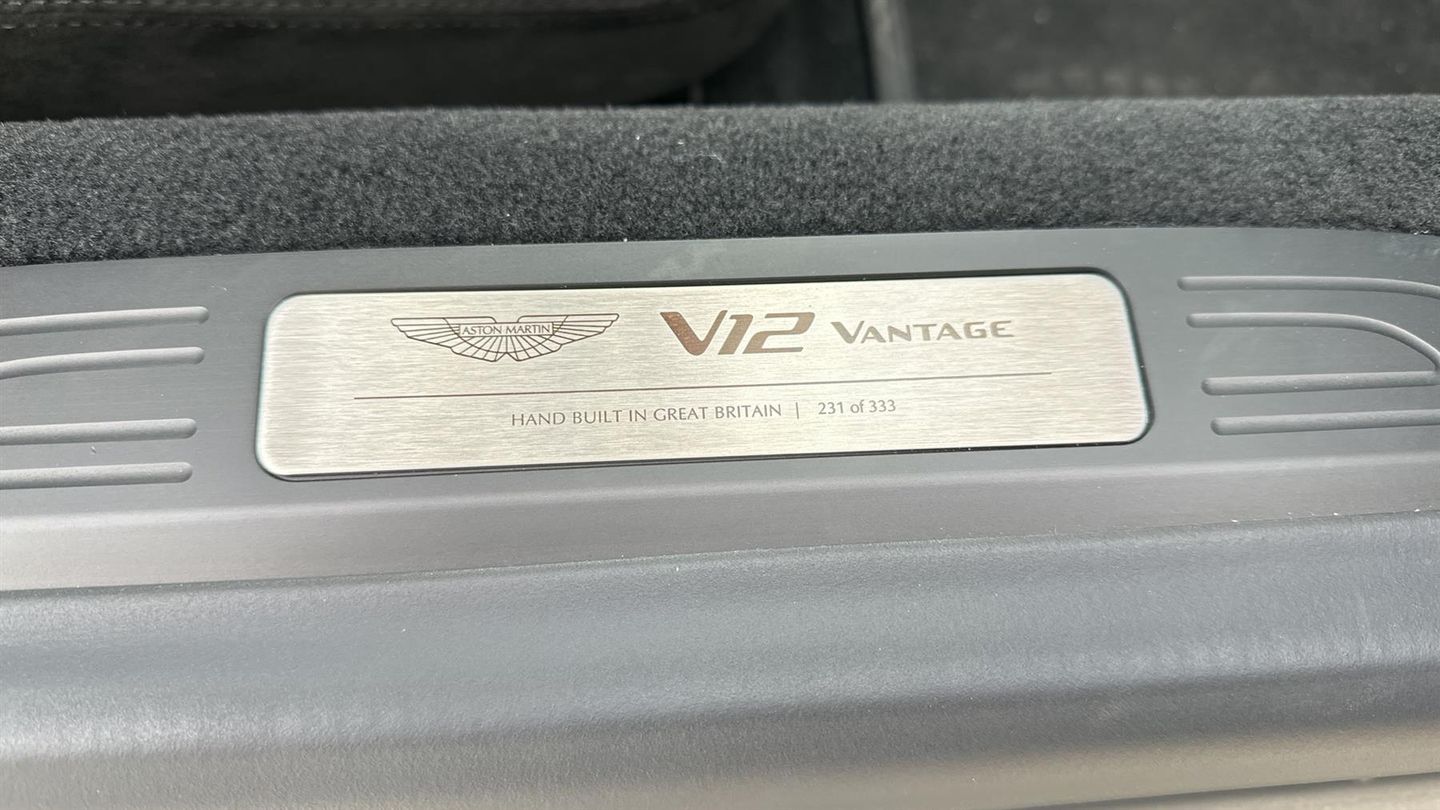 ASTON MARTIN V12 VANTAGE
HAND BUILT IN GREAT BRITAIN | 231 of 333